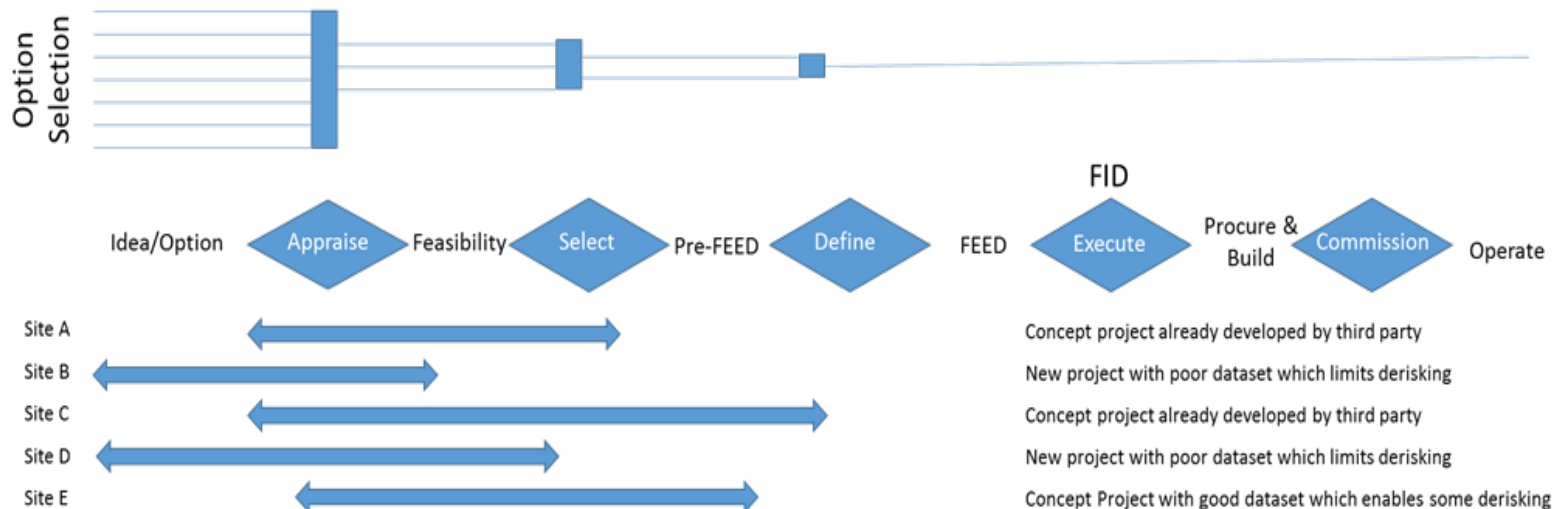 Option
Selection
FID
Idea/Option
Appraise
Feasibility
Select
Pre-FEED
Define
FEED
Execute
Procure &
Build
Commission
Operate
Site A
Concept project already developed by third party
Site B
New project with poor dataset which limits derisking
Site C
Concept project already developed by third party
Site D
New project with poor dataset which limits derisking
Site E
Concept Project with good dataset which enables some derisking